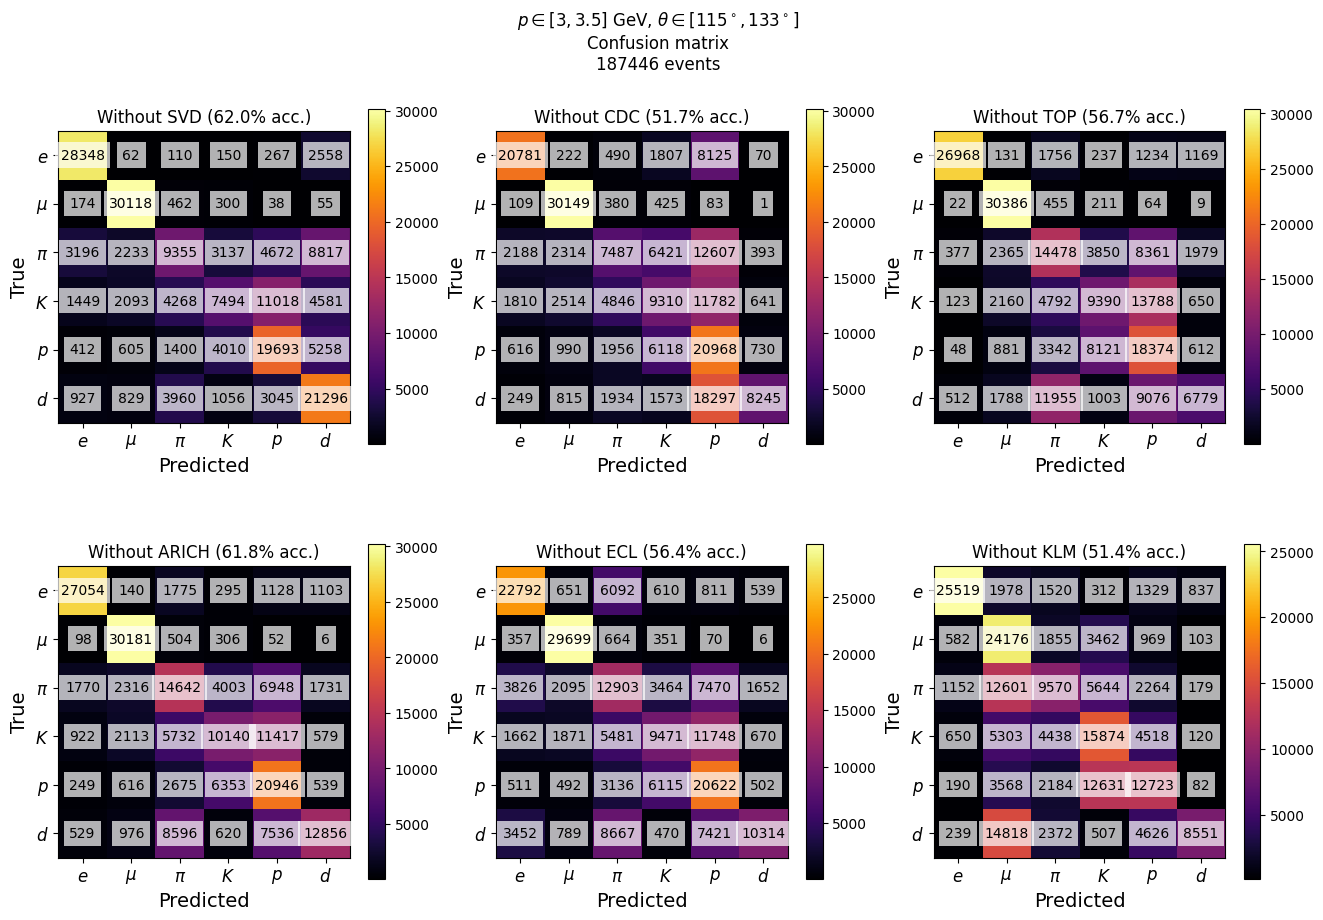 p ∈ [3, 3.5] GeV, θ ∈ [115°, 133°]
Confusion matrix
187446 events
Without SVD (62.0% acc.)
e 28348 62 110 150 267 2558
μ 174 30118 462 300 38 55
π 3196 2233 9355 3137 4672 8817
K 1449 2093 4268 7494 11018 4581
p 412 605 1400 4010 19693 5258
d 927 829 3960 1056 3045 21296
e μ π K p d
Predicted
True
30000
25000
20000
15000
10000
5000
Without CDC (51.7% acc.)
e 20781 222 490 1807 8125 70
μ 109 30149 380 425 83 1
π 2188 2314 7487 6421 12607 393
K 1810 2514 4846 9310 11782 641
p 616 990 1956 6118 20968 730
d 249 815 1934 1573 18297 8245
e μ π K p d
Predicted
True
30000
25000
20000
15000
10000
5000
Without TOP (56.7% acc.)
e 26968 131 1756 237 1234 1169
μ 22 30386 455 211 64 9
π 377 2365 14478 3850 8361 1979
K 123 2160 4792 9390 13788 650
p 48 881 3342 8121 18374 612
d 512 1788 11955 1003 9076 6779
e μ π K p d
Predicted
True
30000
25000
20000
15000
10000
5000
Without ARICH (61.8% acc.)
e 27054 140 1775 295 1128 1103
μ 98 30181 504 306 52 6
π 1770 2316 14642 4003 6948 1731
K 922 2113 5732 10140 11417 579
p 249 616 2675 6353 20946 539
d 529 976 8596 620 7536 12856
e μ π K p d
Predicted
True
30000
25000
20000
15000
10000
5000
Without ECL (56.4% acc.)
e 22792 651 6092 610 811 539
μ 357 29699 664 351 70 6
π 3826 2095 12903 3464 7470 1652
K 1662 1871 5481 9471 11748 670
p 511 492 3136 6115 20622 502
d 3452 789 8667 470 7421 10314
e μ π K p d
Predicted
True
25000
20000
15000
10000
5000
Without KLM (51.4% acc.)
e 25519 1978 1520 312 1329 837
μ 582 24176 1855 3462 969 103
π 1152 12601 9570 5644 2264 179
K 650 5303 4438 15874 4518 120
p 190 3568 2184 12631 12723 82
d 239 14818 2372 507 4626 8551
e μ π K p d
Predicted
True
25000
20000
15000
10000
5000